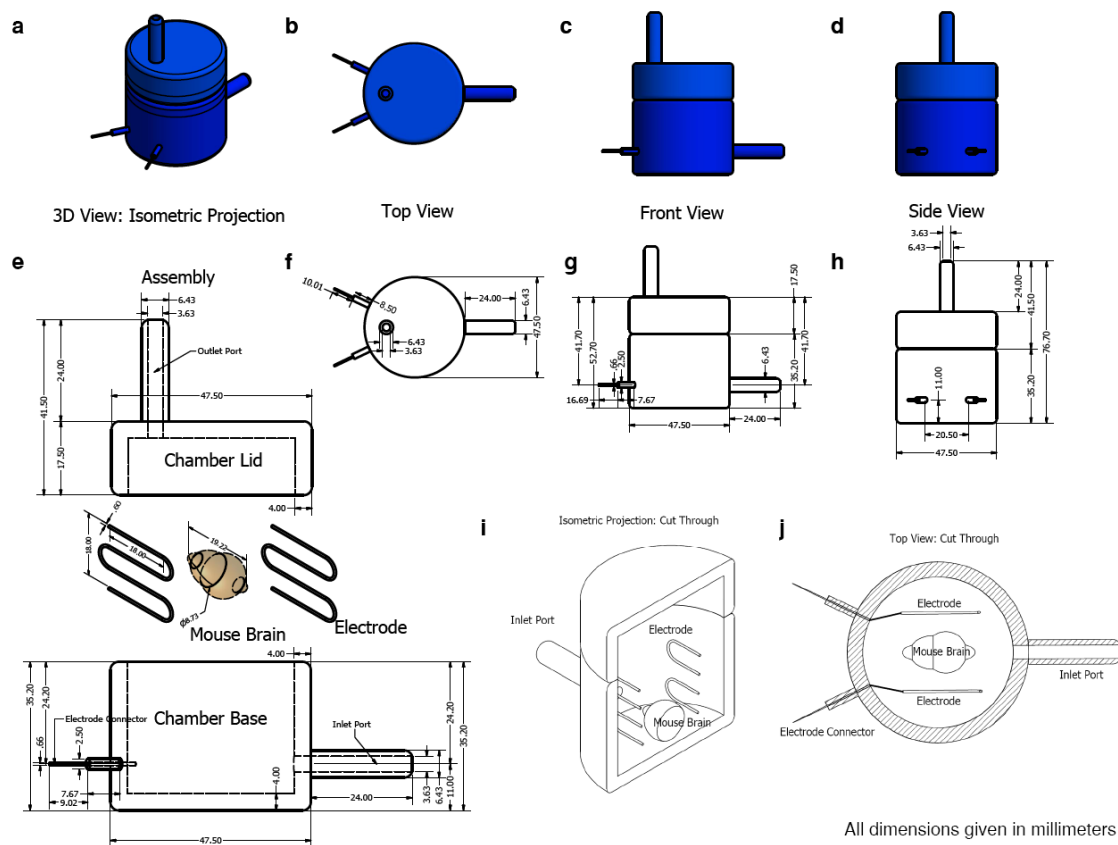 a
b
c
d
3D View: Isometric Projection
Top View
Front View
Side View
e
Assembly
6.43
3.63
Outlet Port
24.00
41.50
17.50
47.50
Chamber Lid
4.00
.60
18.00
18.00
19.22
Ø8.73
Mouse Brain
Electrode
4.00
35.20
24.20
Electrode Connector
.66
2.50
7.67
9.02
Chamber Base
Inlet Port
4.00
24.00
3.63
6.43
11.00
24.20
35.20
47.50
f
10.01
8.50
24.00
6.43
47.50
6.43
3.63
g
17.50
41.70
52.70
.66
2.50
16.69
7.67
6.43
35.20
41.70
47.50
24.00
h
3.63
6.43
24.00
41.50
76.70
35.20
11.00
20.50
47.50
i
Isometric Projection: Cut Through
Inlet Port
Electrode
Mouse Brain
j
Top View: Cut Through
Electrode
Mouse Brain
Electrode
Inlet Port
Electrode Connector
All dimensions given in millimeters